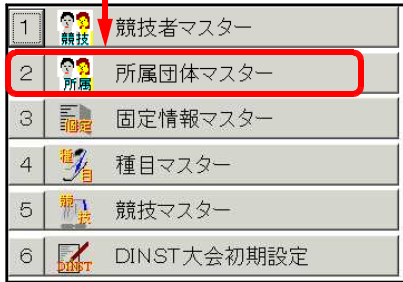 1 競技 競技者マスター
2 所属 所属団体マスター
3 固定 固定情報マスター
4 種目 種目マスター
5 競技 競技マスター
6 DINST DINST大会初期設定